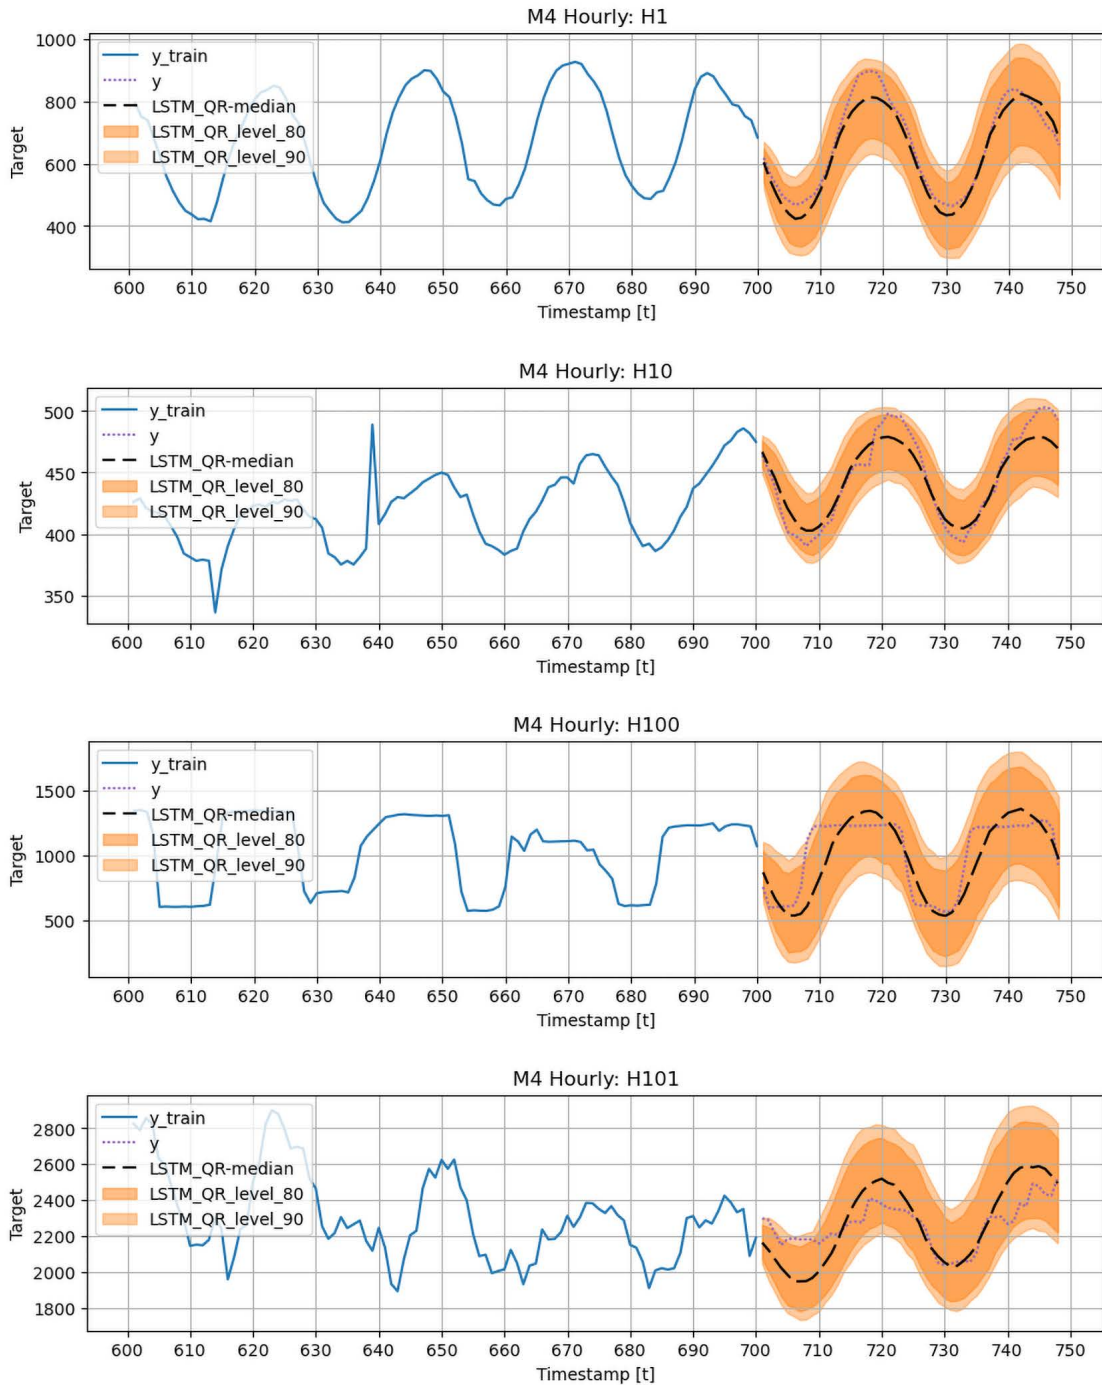 M4 Hourly: H1
1000
800
600
400
Target
y_train
y
LSTM_QR-median
LSTM_QR_level_80
LSTM_QR_level_90
600 610 620 630 640 650 660 670 680 690 700 710 720 730 740 750
Timestamp [t]
M4 Hourly: H10
500
450
400
350
Target
y_train
y
LSTM_QR-median
LSTM_QR_level_80
LSTM_QR_level_90
600 610 620 630 640 650 660 670 680 690 700 710 720 730 740 750
Timestamp [t]
M4 Hourly: H100
1500
1000
500
Target
y_train
y
LSTM_QR-median
LSTM_QR_level_80
LSTM_QR_level_90
600 610 620 630 640 650 660 670 680 690 700 710 720 730 740 750
Timestamp [t]
M4 Hourly: H101
2800
2600
2400
2200
2000
1800
Target
y_train
y
LSTM_QR-median
LSTM_QR_level_80
LSTM_QR_level_90
600 610 620 630 640 650 660 670 680 690 700 710 720 730 740 750
Timestamp [t]